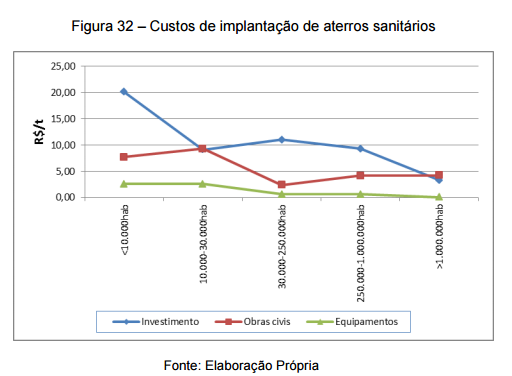 Figura 32 – Custos de implantação de aterros sanitários
25,00
20,00
15,00
10,00
5,00
0,00
R$/t
<10.000hab
10.000-30.000hab
30.000-250.000hab
250.000-1.000.000hab
>1.000.000hab
Investimento Obras civis Equipamentos
Fonte: Elaboração Própria